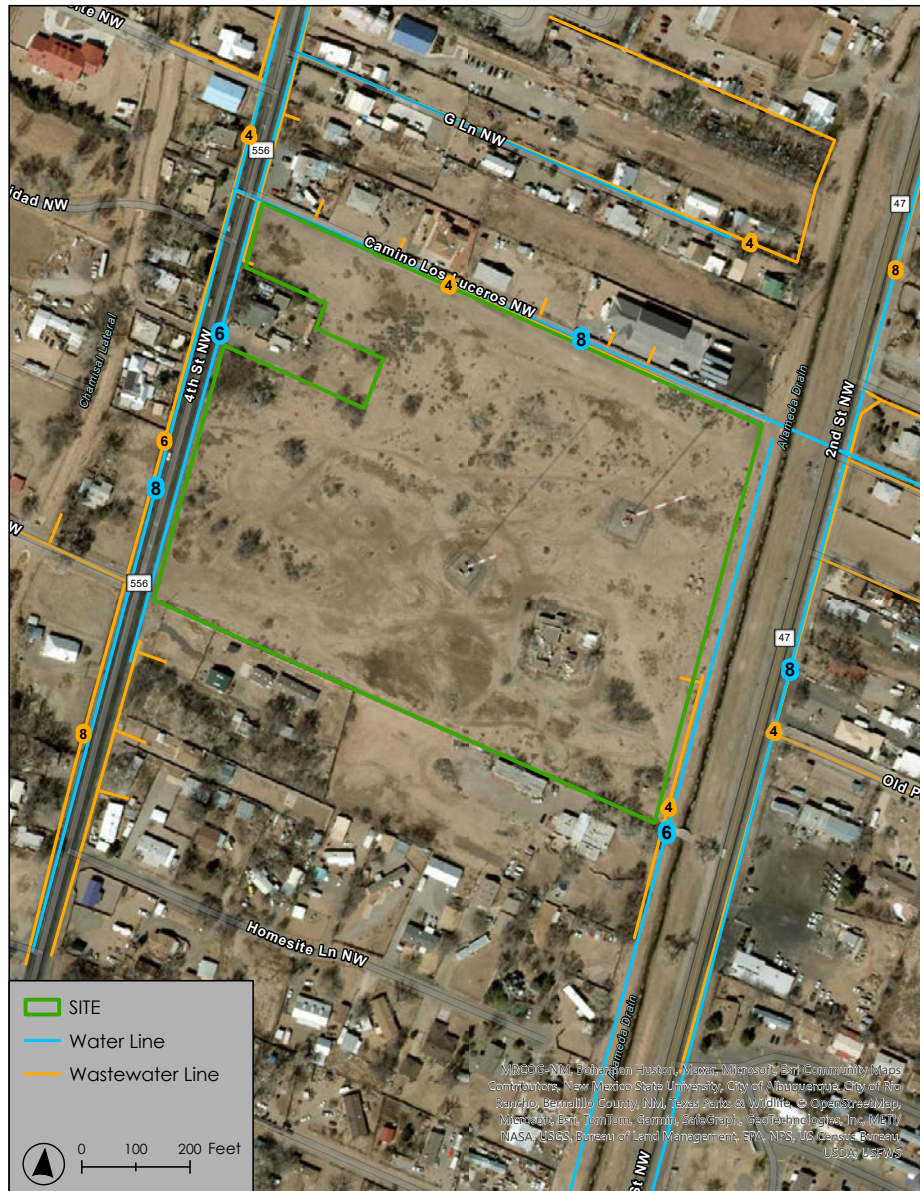 rte NW
4
556
G Ln NW
47
idad NW
4
8
Camino Los Luceros NW
4
8
6
4th St NW
Chamisal Lateral
Alameda Drain
2nd St NW
6
8
W
556
47
8
4
8
Old P
4
6
Homesite Ln NW
ameda Drain
St NW
SITE
Water Line
Wastewater Line
0 100 200 Feet
MRCOG-NM, Bohannan Huston, Maxar, Microsoft, Esri Community Maps
Contributors, New Mexico State University, City of Albuquerque, City of Rio
Rancho, Bernalillo County, NM, Texas Parks & Wildlife, © OpenStreetMap,
Microsoft, Esri, TomTom, Garmin, SafeGraph, GeoTechnologies, Inc, METI/
NASA, USGS, Bureau of Land Management, EPA, NPS, US Census Bureau,
USDA, USFWS